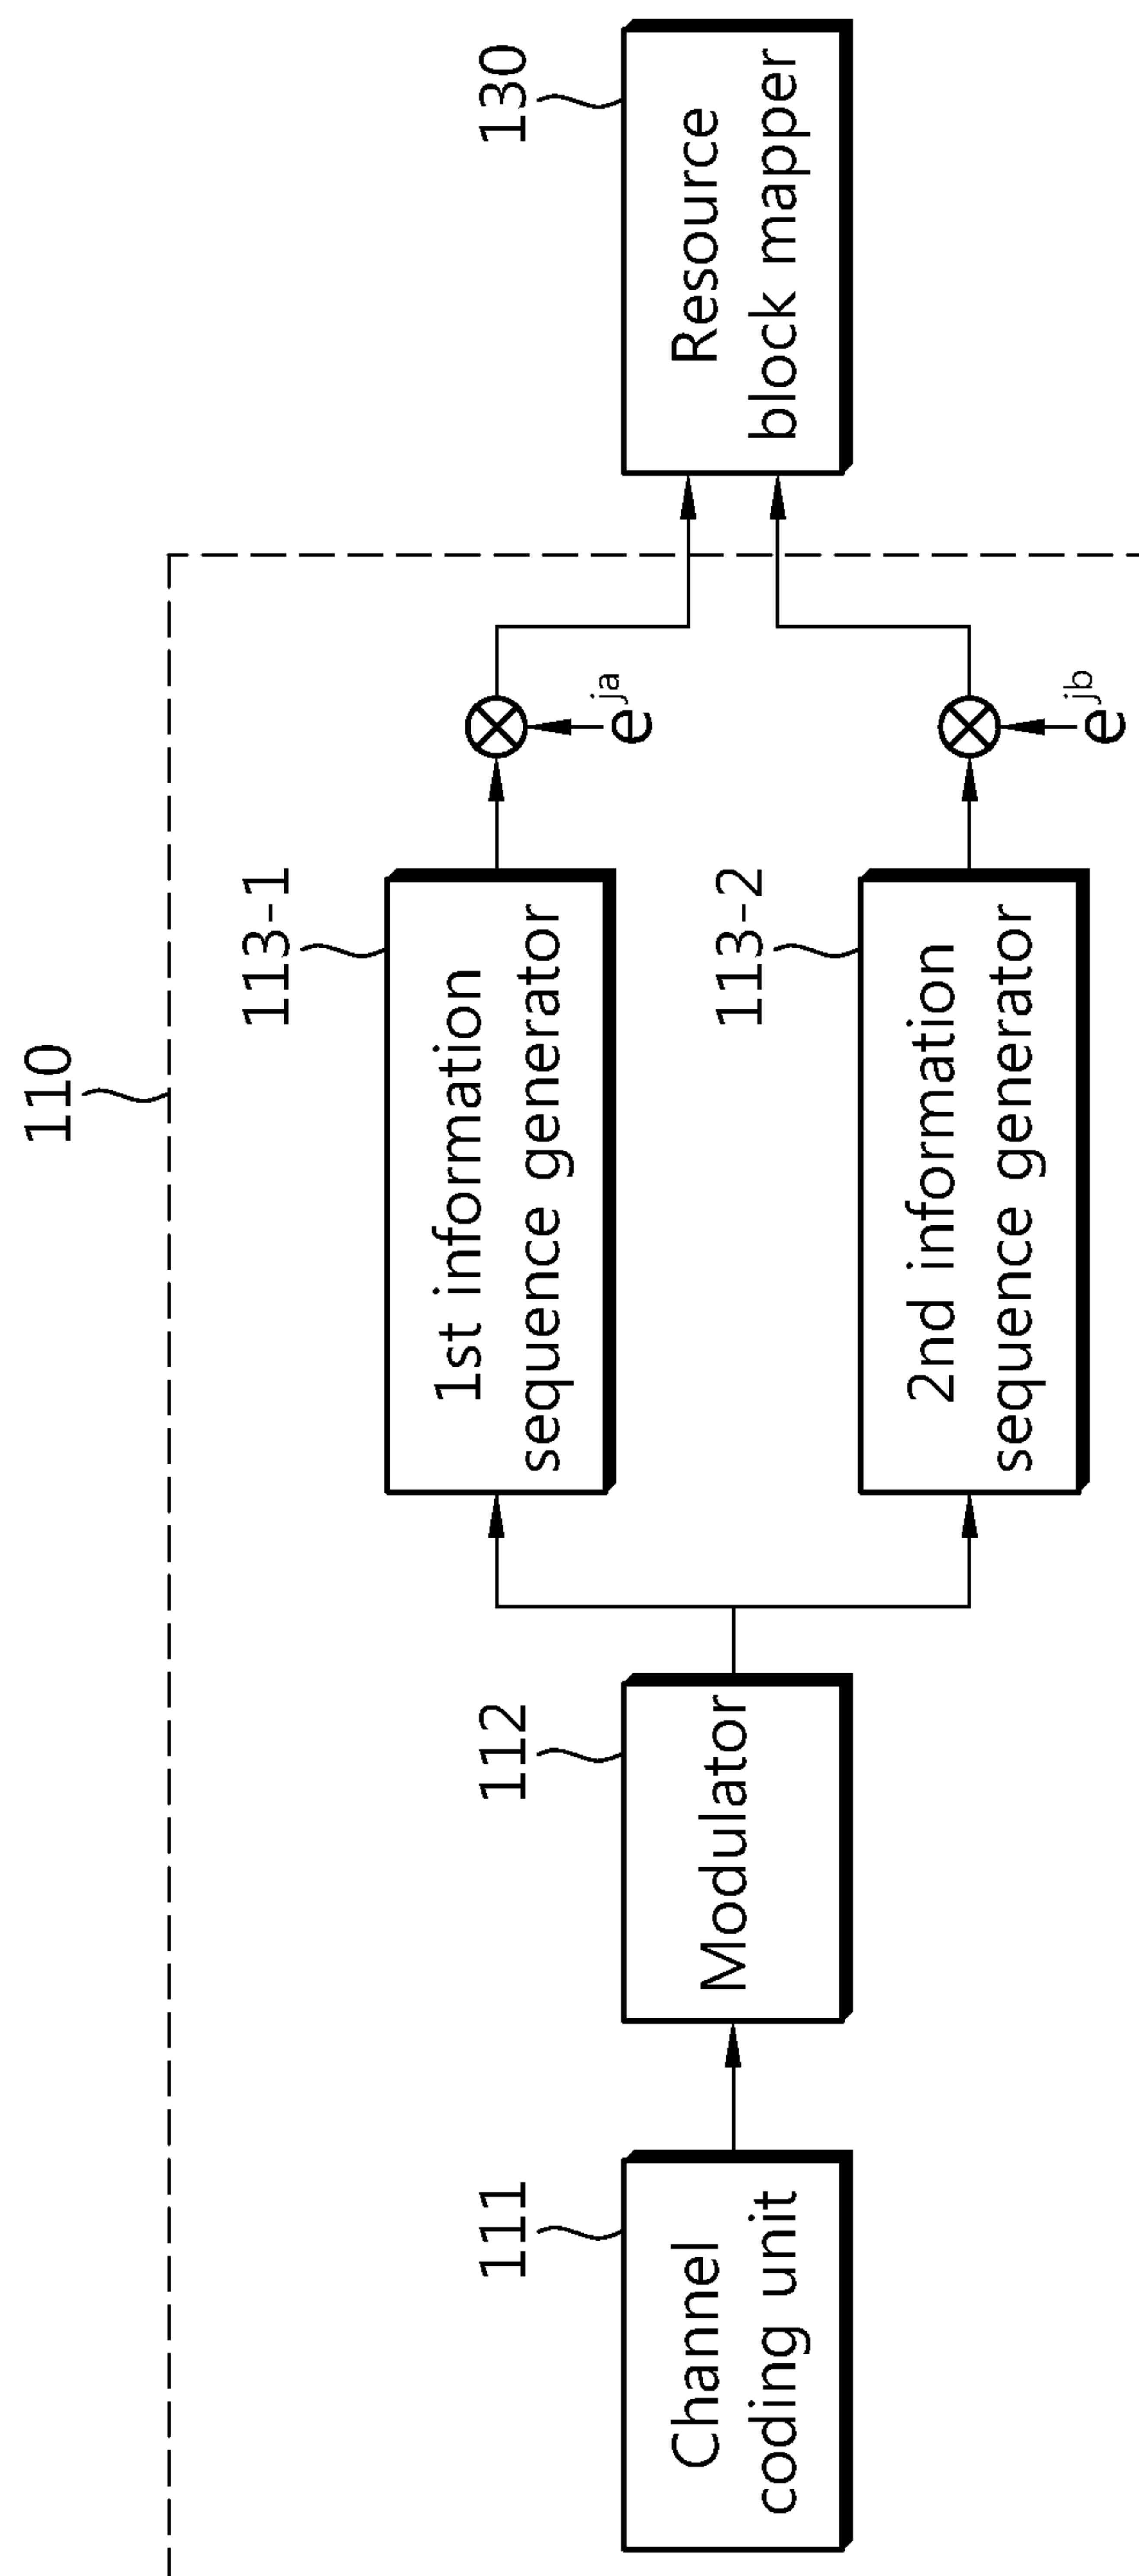 110
111
Channel
coding unit
112
Modulator
113-1
1st information
sequence generator
e^ja
113-2
2nd information
sequence generator
e^jb
130
Resource
block mapper